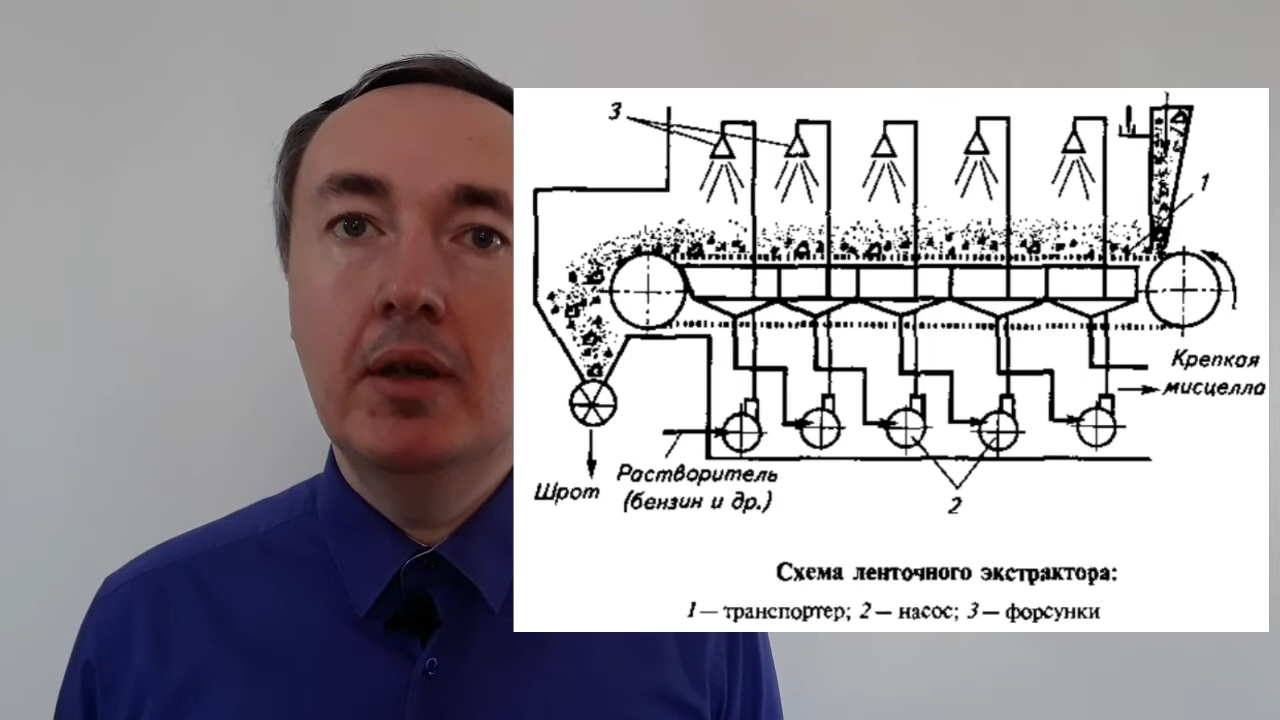 3
1
Крепкая
мисцелла
Растворитель
(бензин и др.)
Шрот
2
Схема ленточного экстрактора:
1 — транспортер; 2 — насос; 3 — форсунки